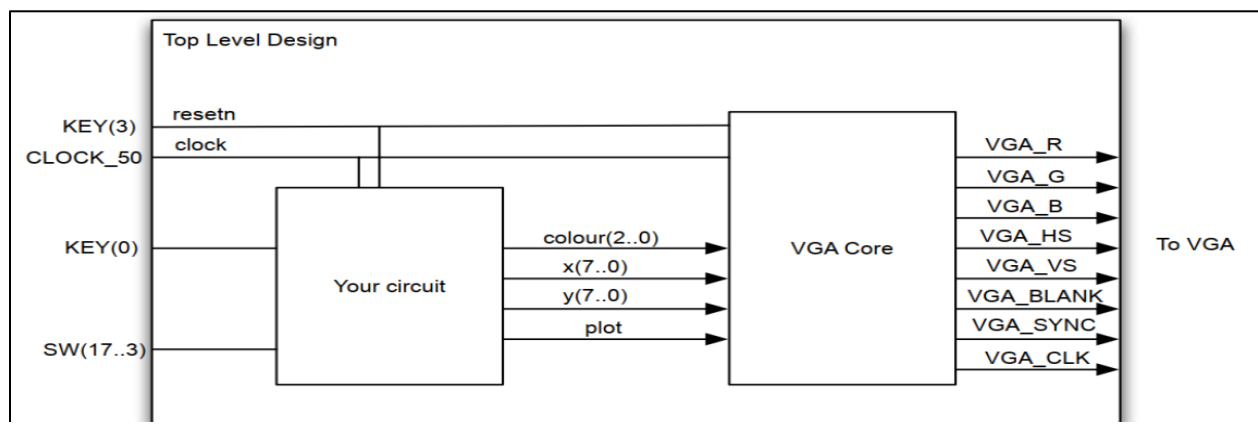 Top Level Design
KEY(3)
resetn
CLOCK_50
clock
KEY(0)
SW(17..3)
Your circuit
colour(2..0)
x(7..0)
y(7..0)
plot
VGA Core
VGA_R
VGA_G
VGA_B
VGA_HS
VGA_VS
VGA_BLANK
VGA_SYNC
VGA_CLK
To VGA